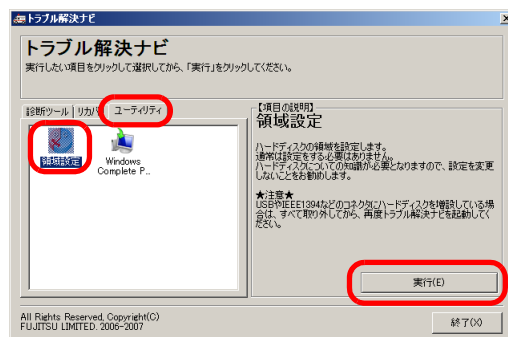 トラブル解決ナビ
トラブル解決ナビ
実行したい項目をクリックして選択してから、「実行」をクリックしてください。
診断ツール
リカバ
ユーティリティ
領域設定
Windows
Complete P..
【項目の説明】
領域設定
ハードディスクの領域を設定します。
通常は設定をする必要はありません。
ハードディスクについての知識が必要となりますので、設定を変更
しないことをお勧めします。
★注意★
USBやIEEE1394などのコネクタにハードディスクを増設している場
合は、すべて取り外してから、再度トラブル解決ナビを起動してく
ださい。
実行(E)
All Rights Reserved, Copyright(C)
FUJITSU LIMITED. 2006-2007
終了(X)